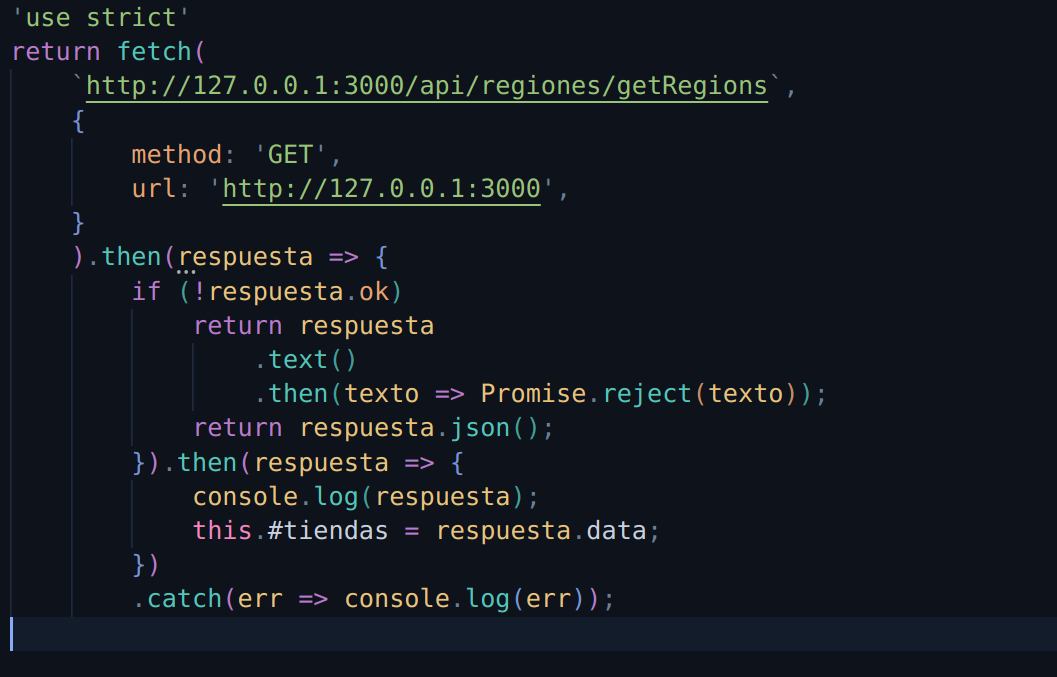 'use strict'
return fetch(
    `http://127.0.0.1:3000/api/regiones/getRegions`,
    {
        method: 'GET',
        url: 'http://127.0.0.1:3000',
    }
    ).then(respuesta => {
        if (!respuesta.ok)
            return respuesta
                .text()
                .then(texto => Promise.reject(texto));
            return respuesta.json();
        }).then(respuesta => {
            console.log(respuesta);
            this.#tiendas = respuesta.data;
        })
        .catch(err => console.log(err));